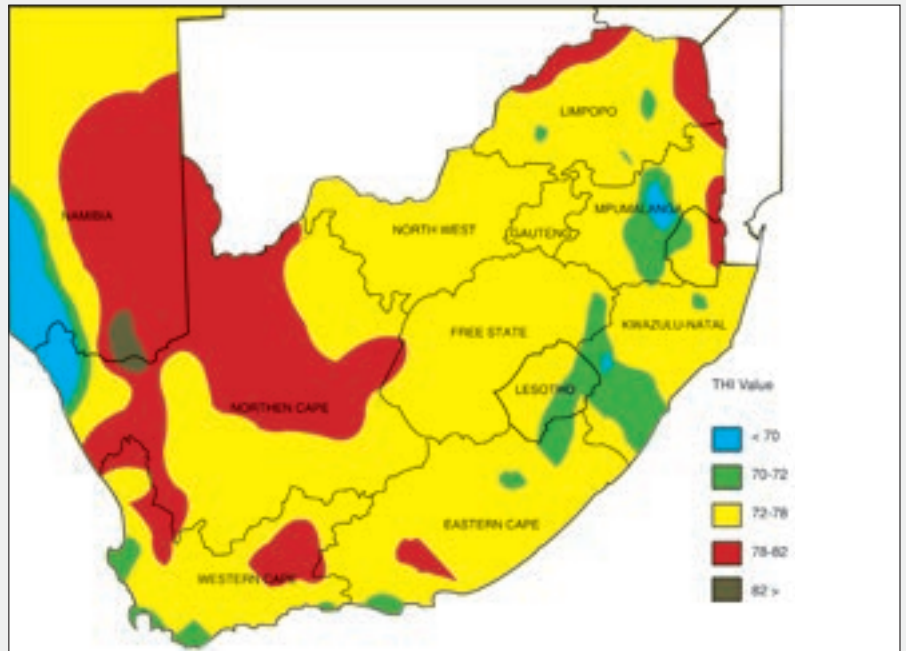 LIMPOPO
NAMIBIA
MPUMALANGA
NORTH WEST
GAUTENG
FREE STATE
KWAZULU-NATAL
LESOTHO
NORTHEN CAPE
EASTERN CAPE
WESTERN CAPE
THI Value
< 70
70-72
72-78
78-82
82 >